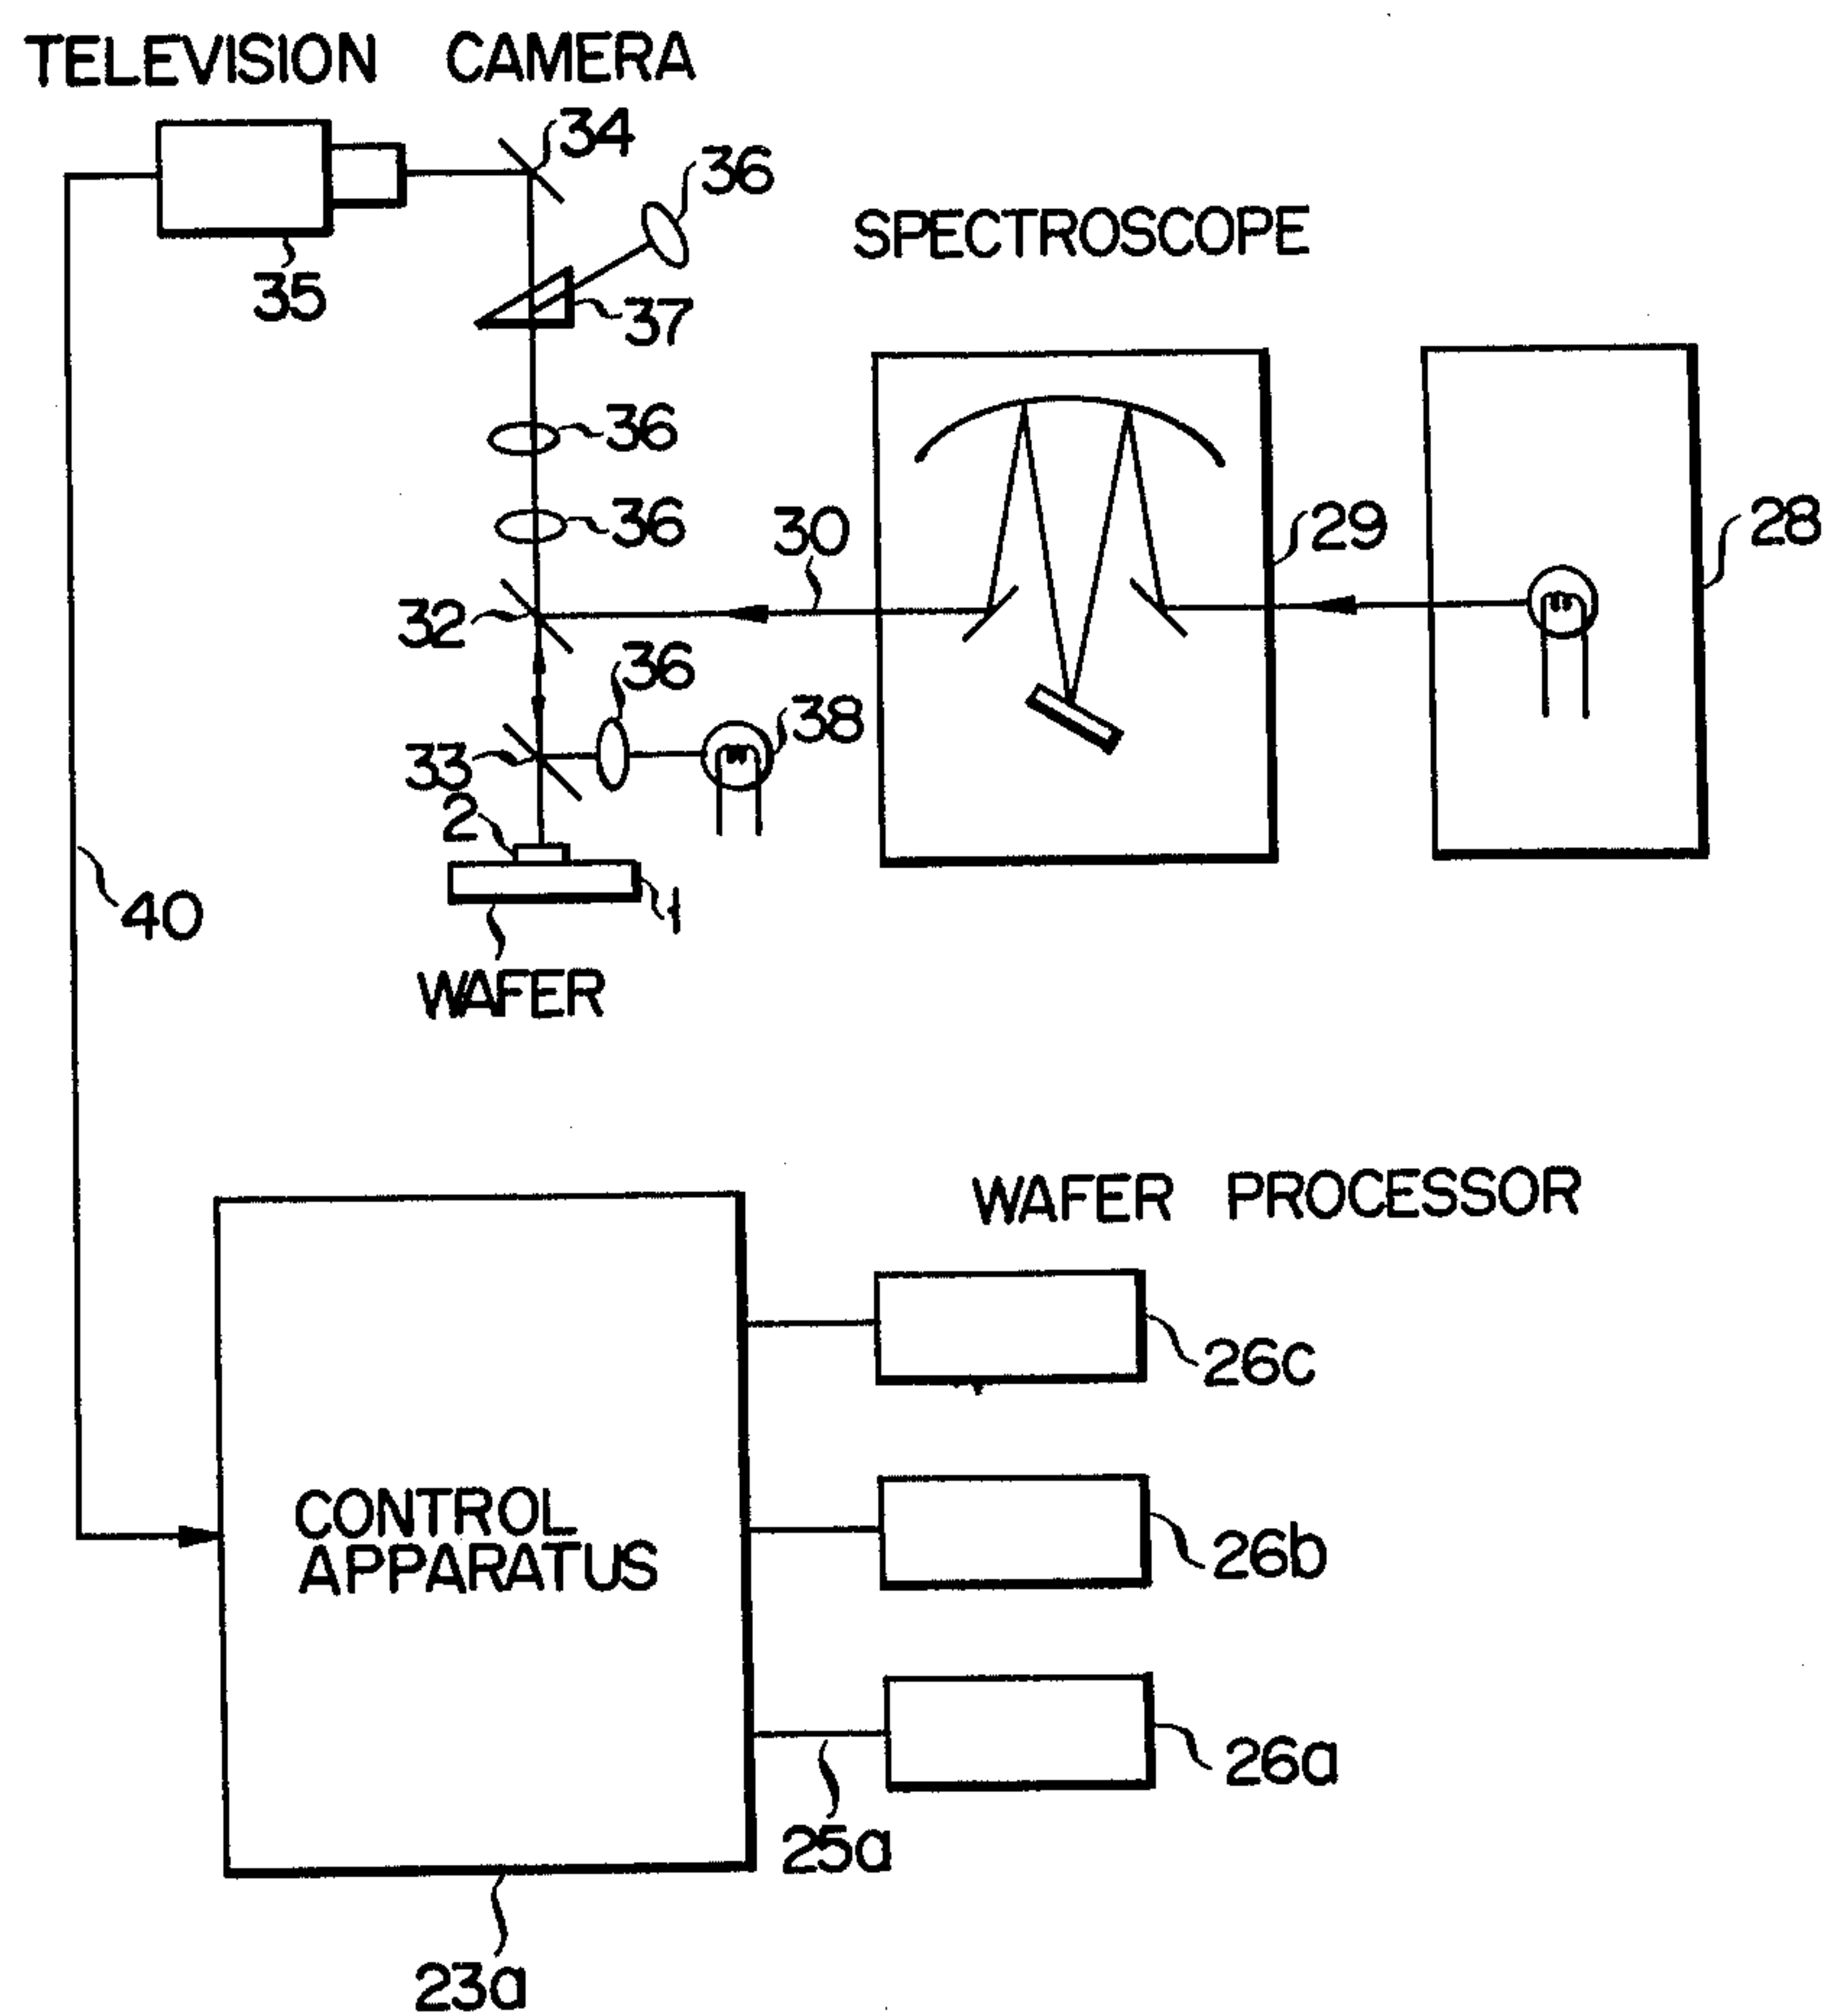 TELEVISION CAMERA
34
36
35
37
SPECTROSCOPE
36
36
30
29
28
32
36
38
33
2
1
40
WAFER
WAFER PROCESSOR
26c
CONTROL
APPARATUS
26b
26a
25a
23a